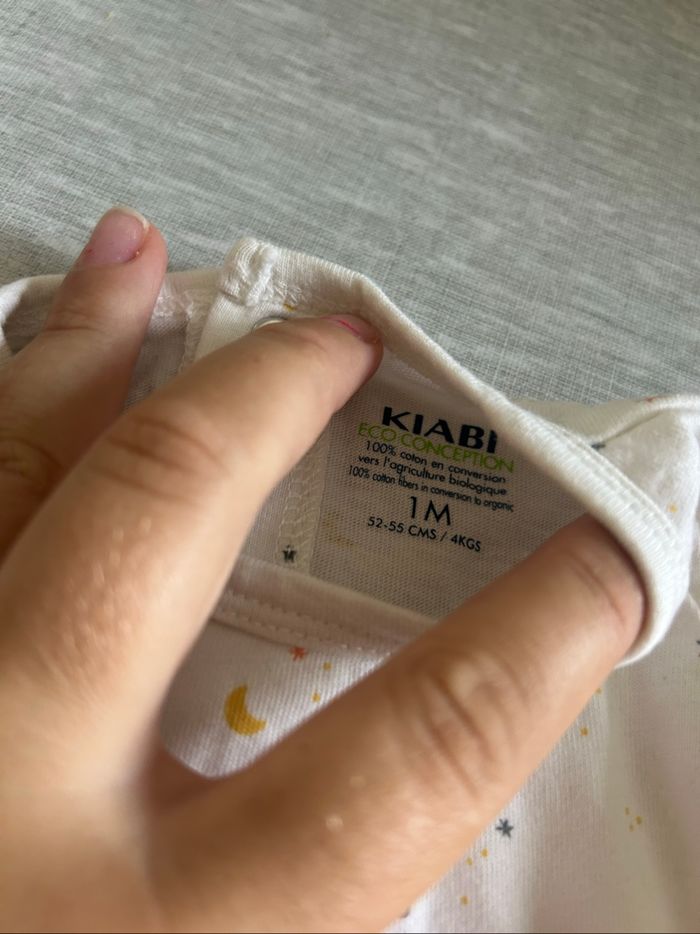 KIABI
ECO CONCEPTION
100% coton en conversion
vers l'agriculture biologique
100% cotton fibers in conversion to organic
1M
52-55 CMS / 4KGS